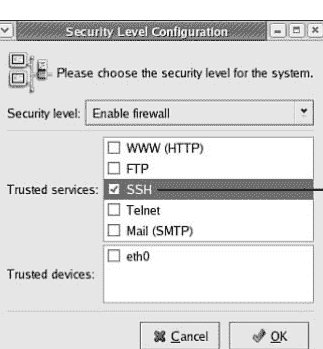 Security Level Configuration
Please choose the security level for the system.
Security level: Enable firewall
WWW (HTTP)
FTP
Trusted services: SSH
Telnet
Mail (SMTP)
eth0
Trusted devices:
Cancel OK